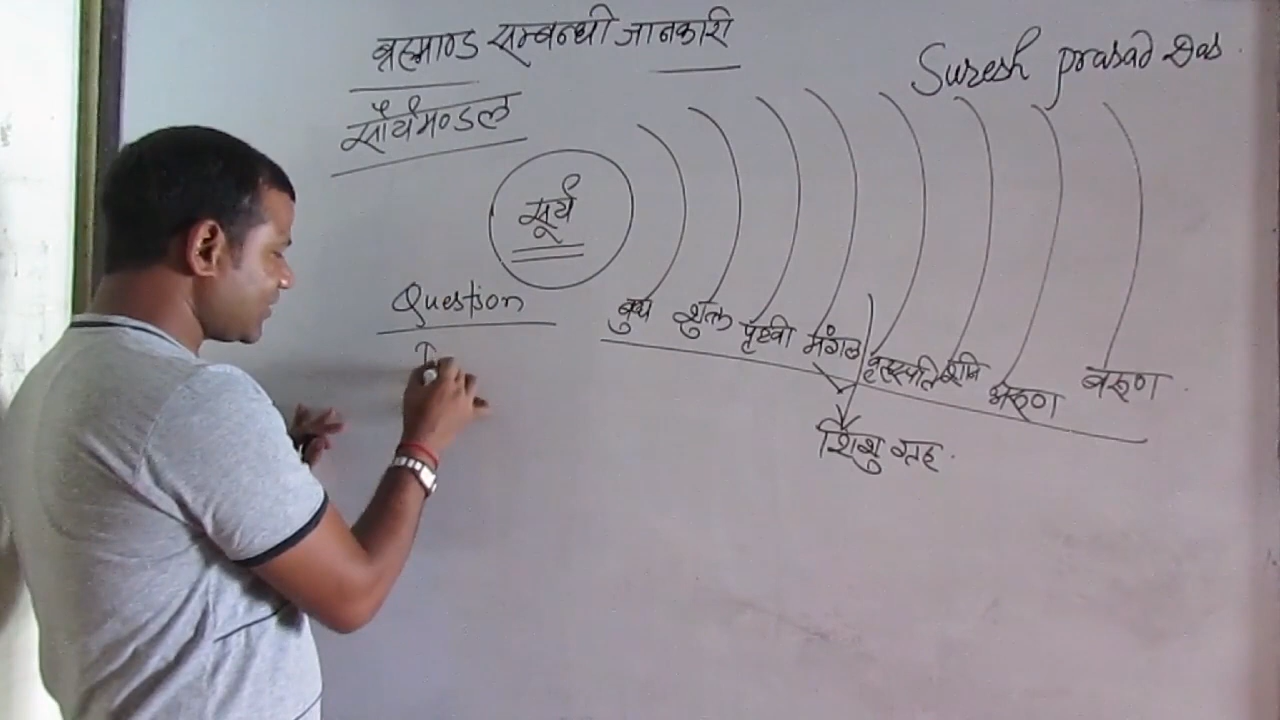 ब्रह्माण्ड सम्बन्धी जानकारी
Suresh prasad Das.
सौर्यमण्डल
सूर्य
Question
बुध शुक्र पृथ्वी मंगल बृहस्पति शनि अरुण वरुण.
शिशु ग्रह.